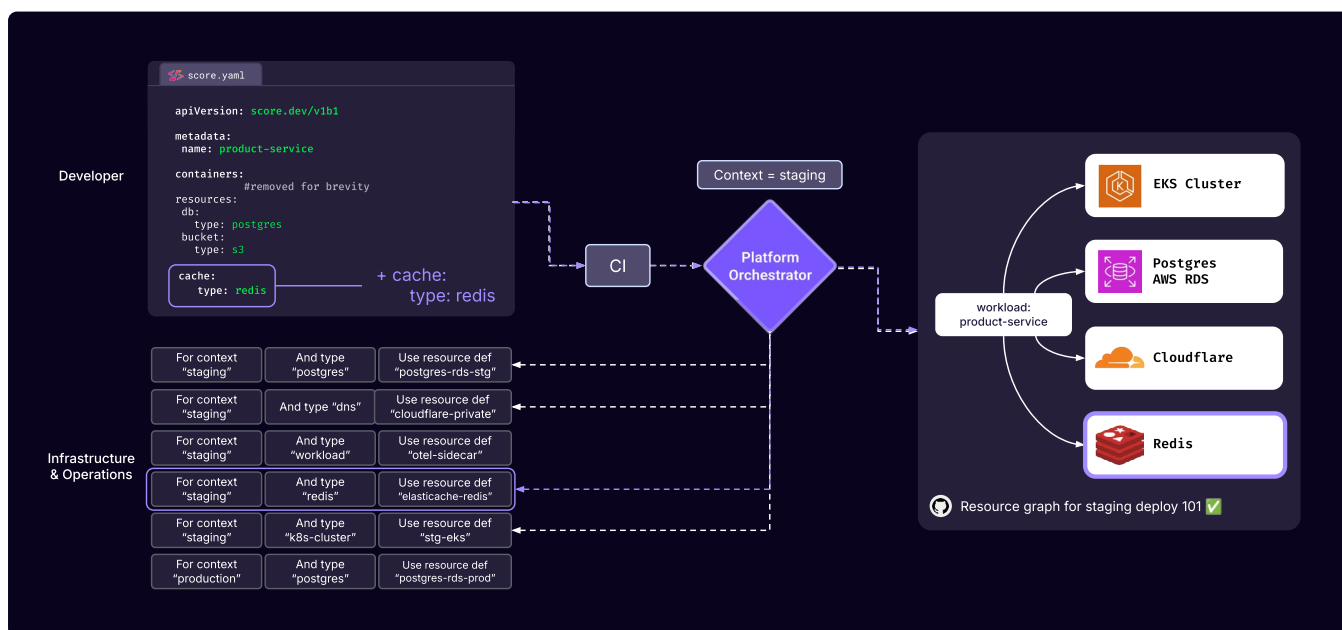 score.yaml
apiVersion: score.dev/v1b1
metadata:
name: product-service
containers:
#removed for brevity
resources:
db:
type: postgres
bucket:
type: s3
cache:
type: redis
+ cache:
type: redis
Developer
CI
Context = staging
Platform
Orchestrator
workload:
product-service
EKS Cluster
Postgres
AWS RDS
Cloudflare
Redis
Resource graph for staging deploy 101 ✅
Infrastructure
& Operations
For context
“staging”
And type
“postgres”
Use resource def
“postgres-rds-stg”
For context
“staging”
And type “dns”
Use resource def
“cloudflare-private”
For context
“staging”
And type
“workload”
Use resource def
“otel-sidecar”
For context
“staging”
And type
“redis”
Use resource def
“elasticache-redis”
For context
“staging”
And type
“k8s-cluster”
Use resource def
“stg-eks”
For context
“production”
And type
“postgres”
Use resource def
“postgres-rds-prod”